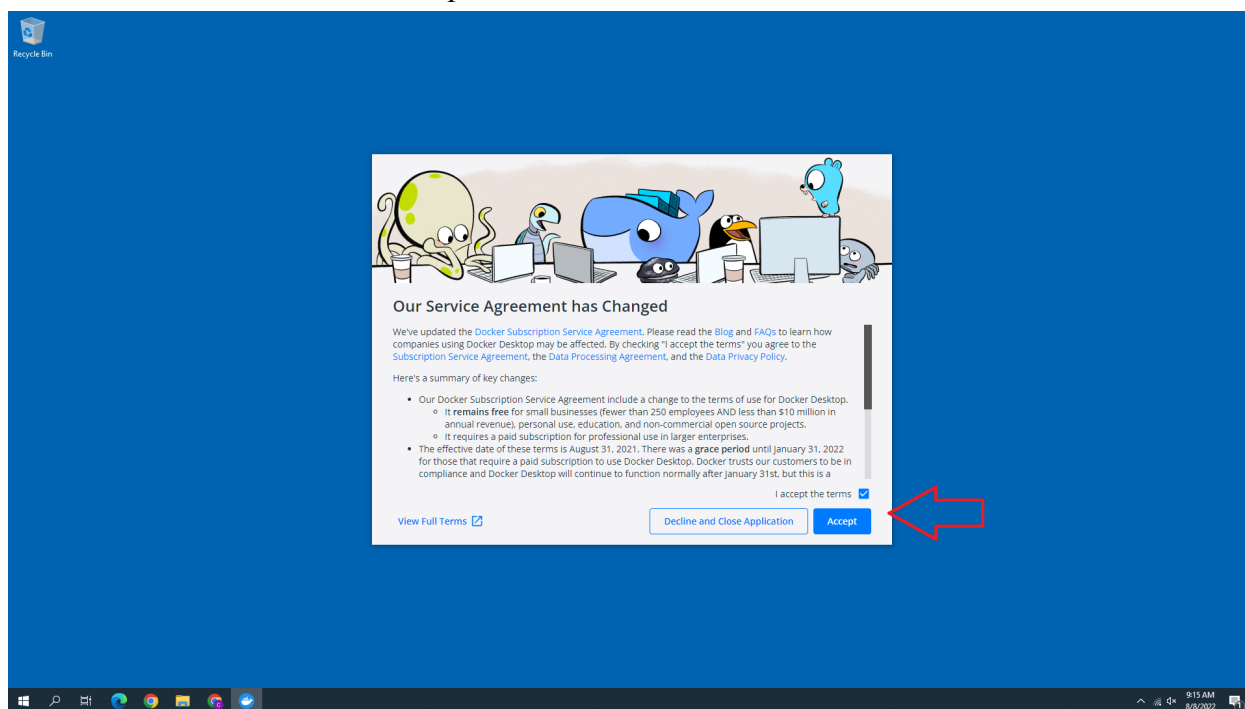 Recycle Bin
Our Service Agreement has Changed
We've updated the Docker Subscription Service Agreement. Please read the Blog and FAQs to learn how
companies using Docker Desktop may be affected. By checking "I accept the terms" you agree to the
Subscription Service Agreement, the Data Processing Agreement, and the Data Privacy Policy.
Here's a summary of key changes:
• Our Docker Subscription Service Agreement include a change to the terms of use for Docker Desktop.
It remains free for small businesses (fewer than 250 employees AND less than $10 million in
annual revenue), personal use, education, and non-commercial open source projects.
It requires a paid subscription for professional use in larger enterprises.
• The effective date of these terms is August 31, 2021. There was a grace period until January 31, 2022
for those that require a paid subscription to use Docker Desktop. Docker trusts our customers to be in
compliance and Docker Desktop will continue to function normally after January 31st, but this is a
I accept the terms
View Full Terms
Decline and Close Application
Accept
9:15 AM
8/8/2022